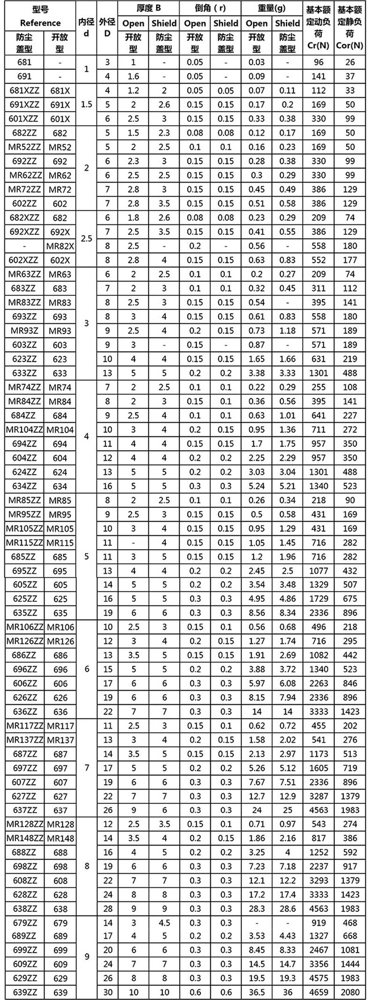 型号 厚度 B 倒角 ( r) 重量(g) 基本额 基本额
Reference 内径 外径 Open Shield Open Shield Open Shield 定动负 定静负
d D 荷 荷
防尘 开放 开放 防尘 开放 防尘 开放 防尘 Cr(N) Cor(N)
盖型 型 型 盖型 型 盖型 型 盖型
681 - 1 3 1 - 0.05 - 0.03 - 96 26
691 - 4 1.6 - 0.05 - 0.09 - 141 37
681XZZ 681X 4 1.2 2 0.05 0.05 0.07 0.11 112 33
691XZZ 691X 1.5 5 2 2.6 0.15 0.15 0.17 0.2 169 50
601XZZ 601X 6 2.5 3 0.15 0.15 0.33 0.38 330 99
682ZZ 682 5 1.5 2.3 0.08 0.08 0.12 0.17 169 50
MR52ZZ MR52 5 2 2.5 0.1 0.1 0.16 0.23 169 50
692ZZ 692 2 6 2.3 3 0.15 0.15 0.28 0.38 330 99
MR62ZZ MR62 6 2.5 2.5 0.15 0.15 0.3 0.29 330 99
MR72ZZ MR72 7 2.8 3 0.15 0.15 0.45 0.49 386 129
602ZZ 602 7 2.8 3.5 0.15 0.15 0.51 0.58 386 129
682XZZ 682 6 1.8 2.6 0.08 0.08 0.23 0.29 209 74
692XZZ 692X 2.5 7 2.5 3.5 0.15 0.15 0.41 0.55 386 129
- MR82X 8 2.5 - 0.2 - 0.56 - 558 180
602XZZ 602X 8 2.8 4 0.15 0.15 0.63 0.83 552 177
MR63ZZ MR63 6 2 2.5 0.1 0.1 0.2 0.27 209 74
683ZZ 683 7 2 3 0.1 0.1 0.32 0.45 311 112
MR83ZZ MR83 8 2.5 3 0.15 0.15 0.54 - 395 141
693ZZ 693 3 8 3 4 0.15 0.15 0.61 0.83 558 180
MR93Z MR93 9 2.5 4 0.2 0.15 0.73 1.18 571 189
603ZZ 603 9 3 - 0.15 - 0.87 - 571 189
623ZZ 623 10 4 4 0.15 0.15 1.65 1.66 631 219
633ZZ 633 13 5 5 0.2 0.2 3.38 3.33 1301 488
MR74ZZ MR74 7 2 2.5 0.1 0.1 0.22 0.29 255 108
MR84ZZ MR84 8 2 3 0.15 0.1 0.36 0.56 395 141
684ZZ 684 9 2.5 4 0.1 0.1 0.63 1.01 641 227
MR104ZZ MR104 4 10 3 4 0.2 0.15 0.95 1.36 711 272
694ZZ 694 11 4 4 0.15 0.15 1.7 1.75 957 350
604ZZ 604 12 4 4 0.2 0.2 2.25 2.29 957 350
624ZZ 624 13 5 5 0.2 0.2 3.03 3.04 1301 488
634ZZ 634 16 5 5 0.3 0.3 5.24 5.21 1340 523
MR85ZZ MR85 8 2 2.5 0.1 0.1 0.26 0.34 218 90
MR95ZZ MR95 9 2.5 3 0.15 0.15 0.5 0.58 431 169
MR105ZZ MR105 10 3 4 0.15 0.15 0.95 1.29 431 169
MR115ZZ MR115 11 - 4 0.15 0.15 1.05 1.45 716 282
685ZZ 685 5 11 3 5 0.15 0.15 1.2 1.96 716 282
695ZZ 695 13 4 4 0.2 0.2 2.45 2.5 1077 432
605ZZ 605 14 5 5 0.2 0.2 3.54 3.48 1329 507
625ZZ 625 16 5 5 0.3 0.3 4.95 4.86 1729 675
635ZZ 635 19 6 6 0.3 0.3 8.56 8.34 2336 896
MR106ZZ MR106 10 2.5 3 0.15 0.1 0.56 0.68 496 218
MR126ZZ MR126 12 3 4 0.2 0.15 1.27 1.74 716 295
686ZZ 686 13 3.5 5 0.15 0.15 1.91 2.69 1082 442
696ZZ 696 6 15 5 5 0.2 0.2 3.88 3.72 1340 523
606ZZ 606 17 6 6 0.3 0.3 5.97 6.08 2263 846
626ZZ 626 19 6 6 0.3 0.3 8.15 7.94 2336 896
636ZZ 636 22 7 7 0.3 0.3 14 14 3333 1423
MR117ZZ MR117 11 2.5 3 0.15 0.1 0.62 0.72 455 202
MR137ZZ MR137 13 3 4 0.2 0.15 1.58 2.02 541 276
687ZZ 687 14 3.5 5 0.15 0.15 2.13 2.97 1173 513
697ZZ 697 7 17 5 5 0.2 0.2 5.26 5.12 1605 719
607ZZ 607 19 6 6 0.3 0.3 7.67 7.51 2336 896
627ZZ 627 22 7 7 0.3 0.3 12.7 12.9 3287 1379
637ZZ 637 26 9 6 0.3 0.3 24 25 4563 1983
MR128ZZ MR128 12 2.5 3.5 0.15 0.1 0.71 0.97 543 274
MR148ZZ MR148 14 3.5 4 0.2 0.15 1.86 2.16 817 386
688ZZ 688 16 4 5 0.2 0.2 3.25 4 1252 592
698ZZ 698 8 19 6 6 0.3 0.3 7.23 7.18 2237 917
608ZZ 608 22 7 7 0.3 0.3 12.1 12.2 3293 1379
628ZZ 628 24 8 8 0.3 0.3 17.2 17.4 3333 1423
638ZZ 638 28 9 9 0.3 0.3 28.3 28.6 4563 1983
679ZZ 679 14 3 4.5 0.3 0.3 - - 919 468
689ZZ 689 17 4 5 0.2 0.2 3.53 4.43 1327 668
699ZZ 699 9 20 6 6 0.3 0.3 8.45 8.33 2467 1081
609ZZ 609 24 7 7 0.3 0.3 14.5 14.7 3356 1444
629ZZ 629 26 8 8 0.3 0.3 19.5 19.3 4575 1983
639ZZ 639 30 10 10 0.6 0.6 36.5 36 4659 2080